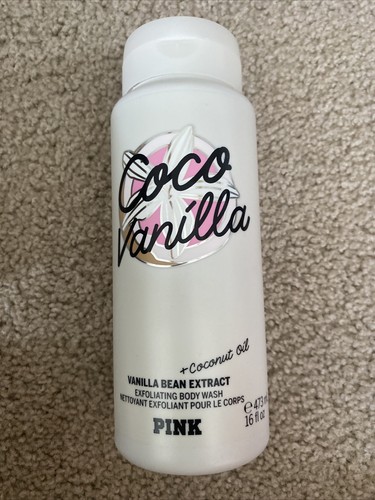 Coco
Vanilla
+ Coconut Oil
VANILLA BEAN EXTRACT
EXFOLIATING BODY WASH
NETTOYANT EXFOLIANT POUR LE CORPS
℮ 473 m
16 fl oz
PINK